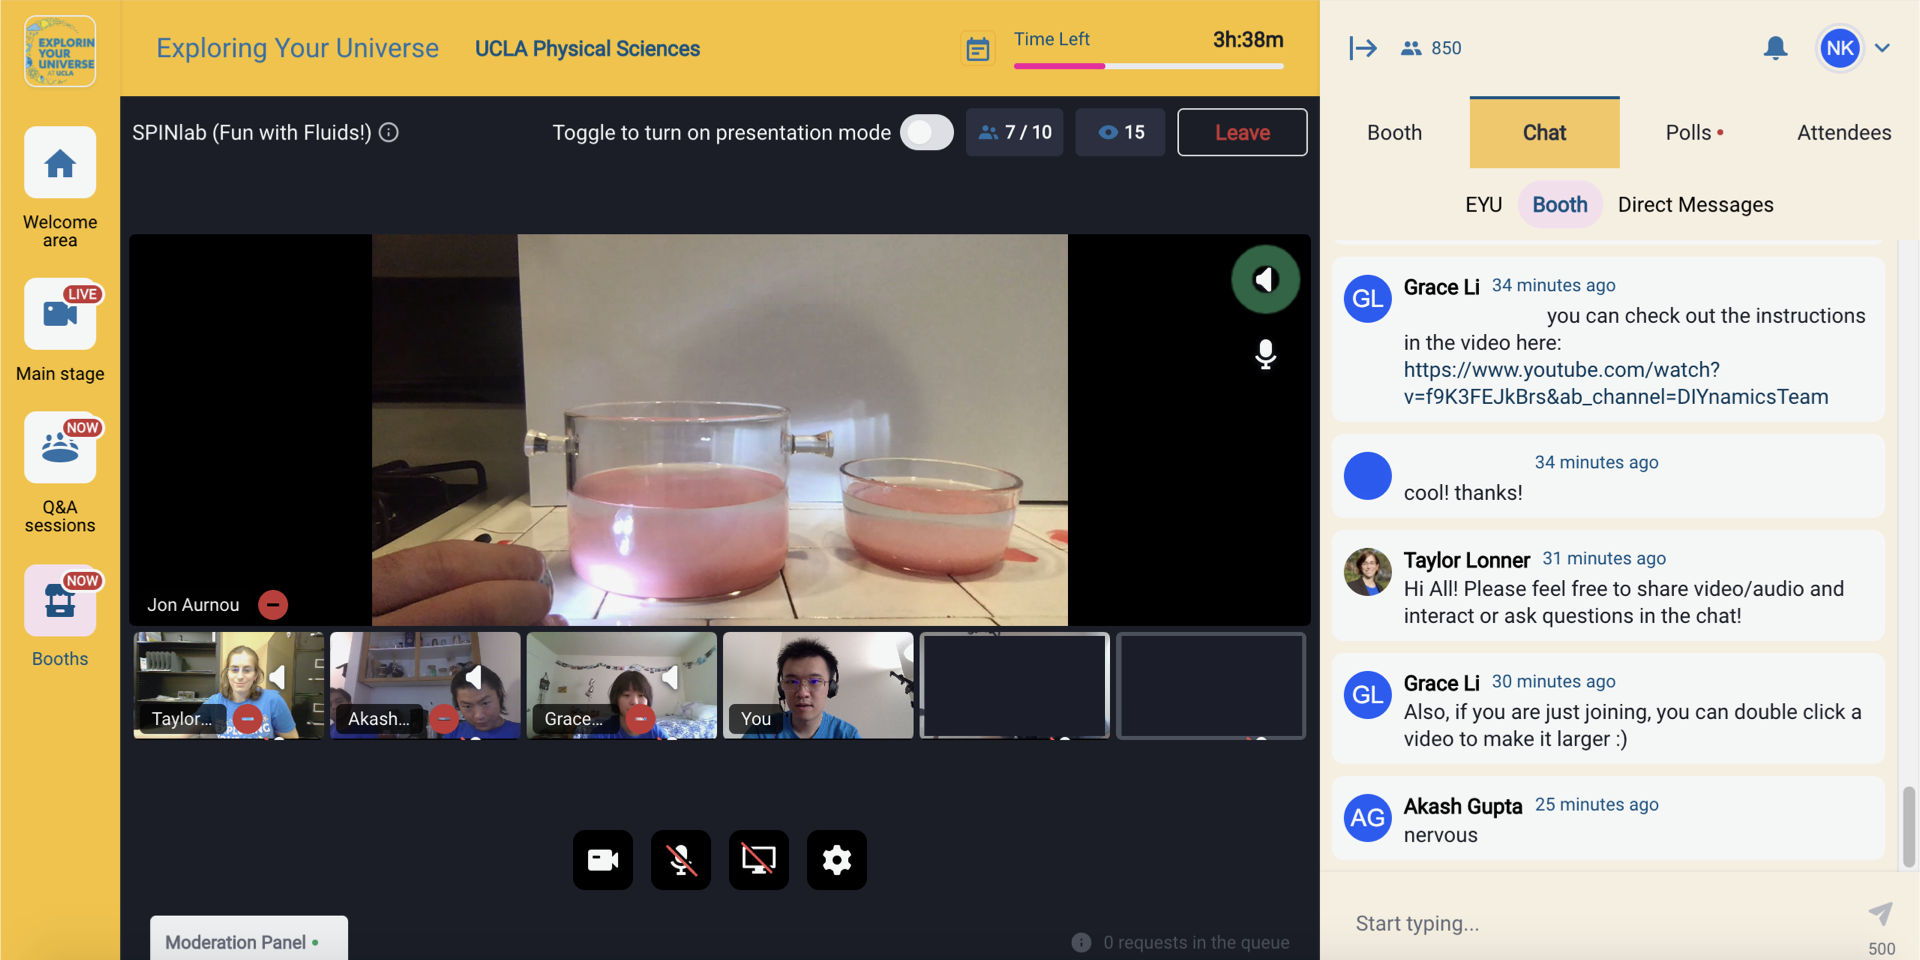 EXPLORIN
YOUR
UNIVERSE
AT UCLA
Exploring Your Universe
UCLA Physical Sciences
Time Left
3h:38m
850
NK
Welcome
area
LIVE
Main stage
NOW
Q&A
sessions
NOW
Booths
SPINlab (Fun with Fluids!)
Toggle to turn on presentation mode
7 / 10
15
Leave
Jon Aurnou
Taylor...
Akash...
Grace...
You
Moderation Panel
0 requests in the queue
Booth
Chat
Polls
Attendees
EYU
Booth
Direct Messages
GL
Grace Li 34 minutes ago
you can check out the instructions
in the video here:
https://www.youtube.com/watch?
v=f9K3FEJkBrs&ab_channel=DIYnamicsTeam
34 minutes ago
cool! thanks!
Taylor Lonner 31 minutes ago
Hi All! Please feel free to share video/audio and
interact or ask questions in the chat!
GL
Grace Li 30 minutes ago
Also, if you are just joining, you can double click a
video to make it larger :)
AG
Akash Gupta 25 minutes ago
nervous
Start typing...
500